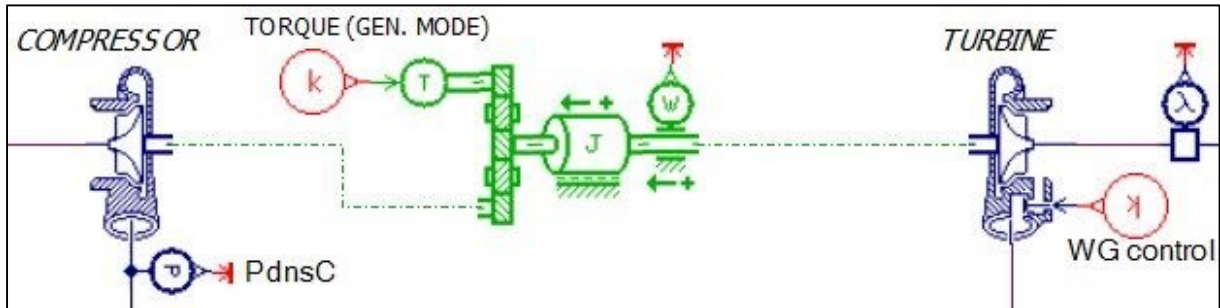 COMPRESSOR
TORQUE (GEN. MODE)
TURBINE
k
T
W
λ
+
J
+
k
WG control
P
PdnsC